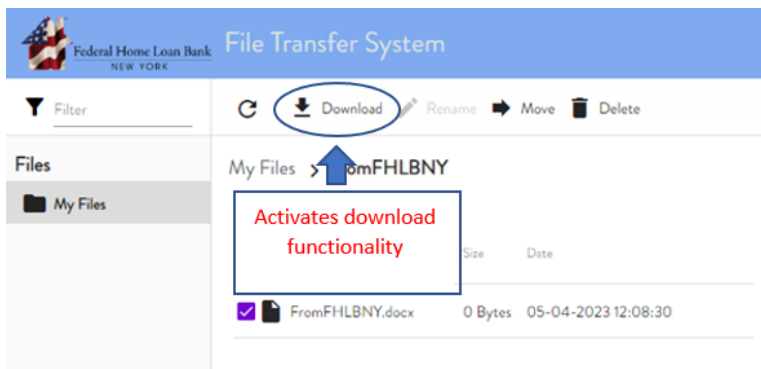 Federal Home Loan Bank
NEW YORK
File Transfer System
Filter
Download
Rename
Move
Delete
Files
My Files
My Files > omFHLBNY
Activates download
functionality
Size
Date
FromFHLBNY.docx
0 Bytes
05-04-2023 12:08:30